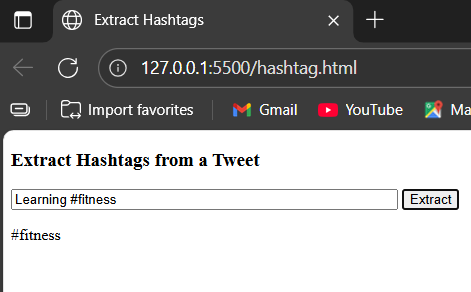 Extract Hashtags
127.0.0.1:5500/hashtag.html
Import favorites Gmail YouTube Ma
Extract Hashtags from a Tweet
Learning #fitness Extract
#fitness